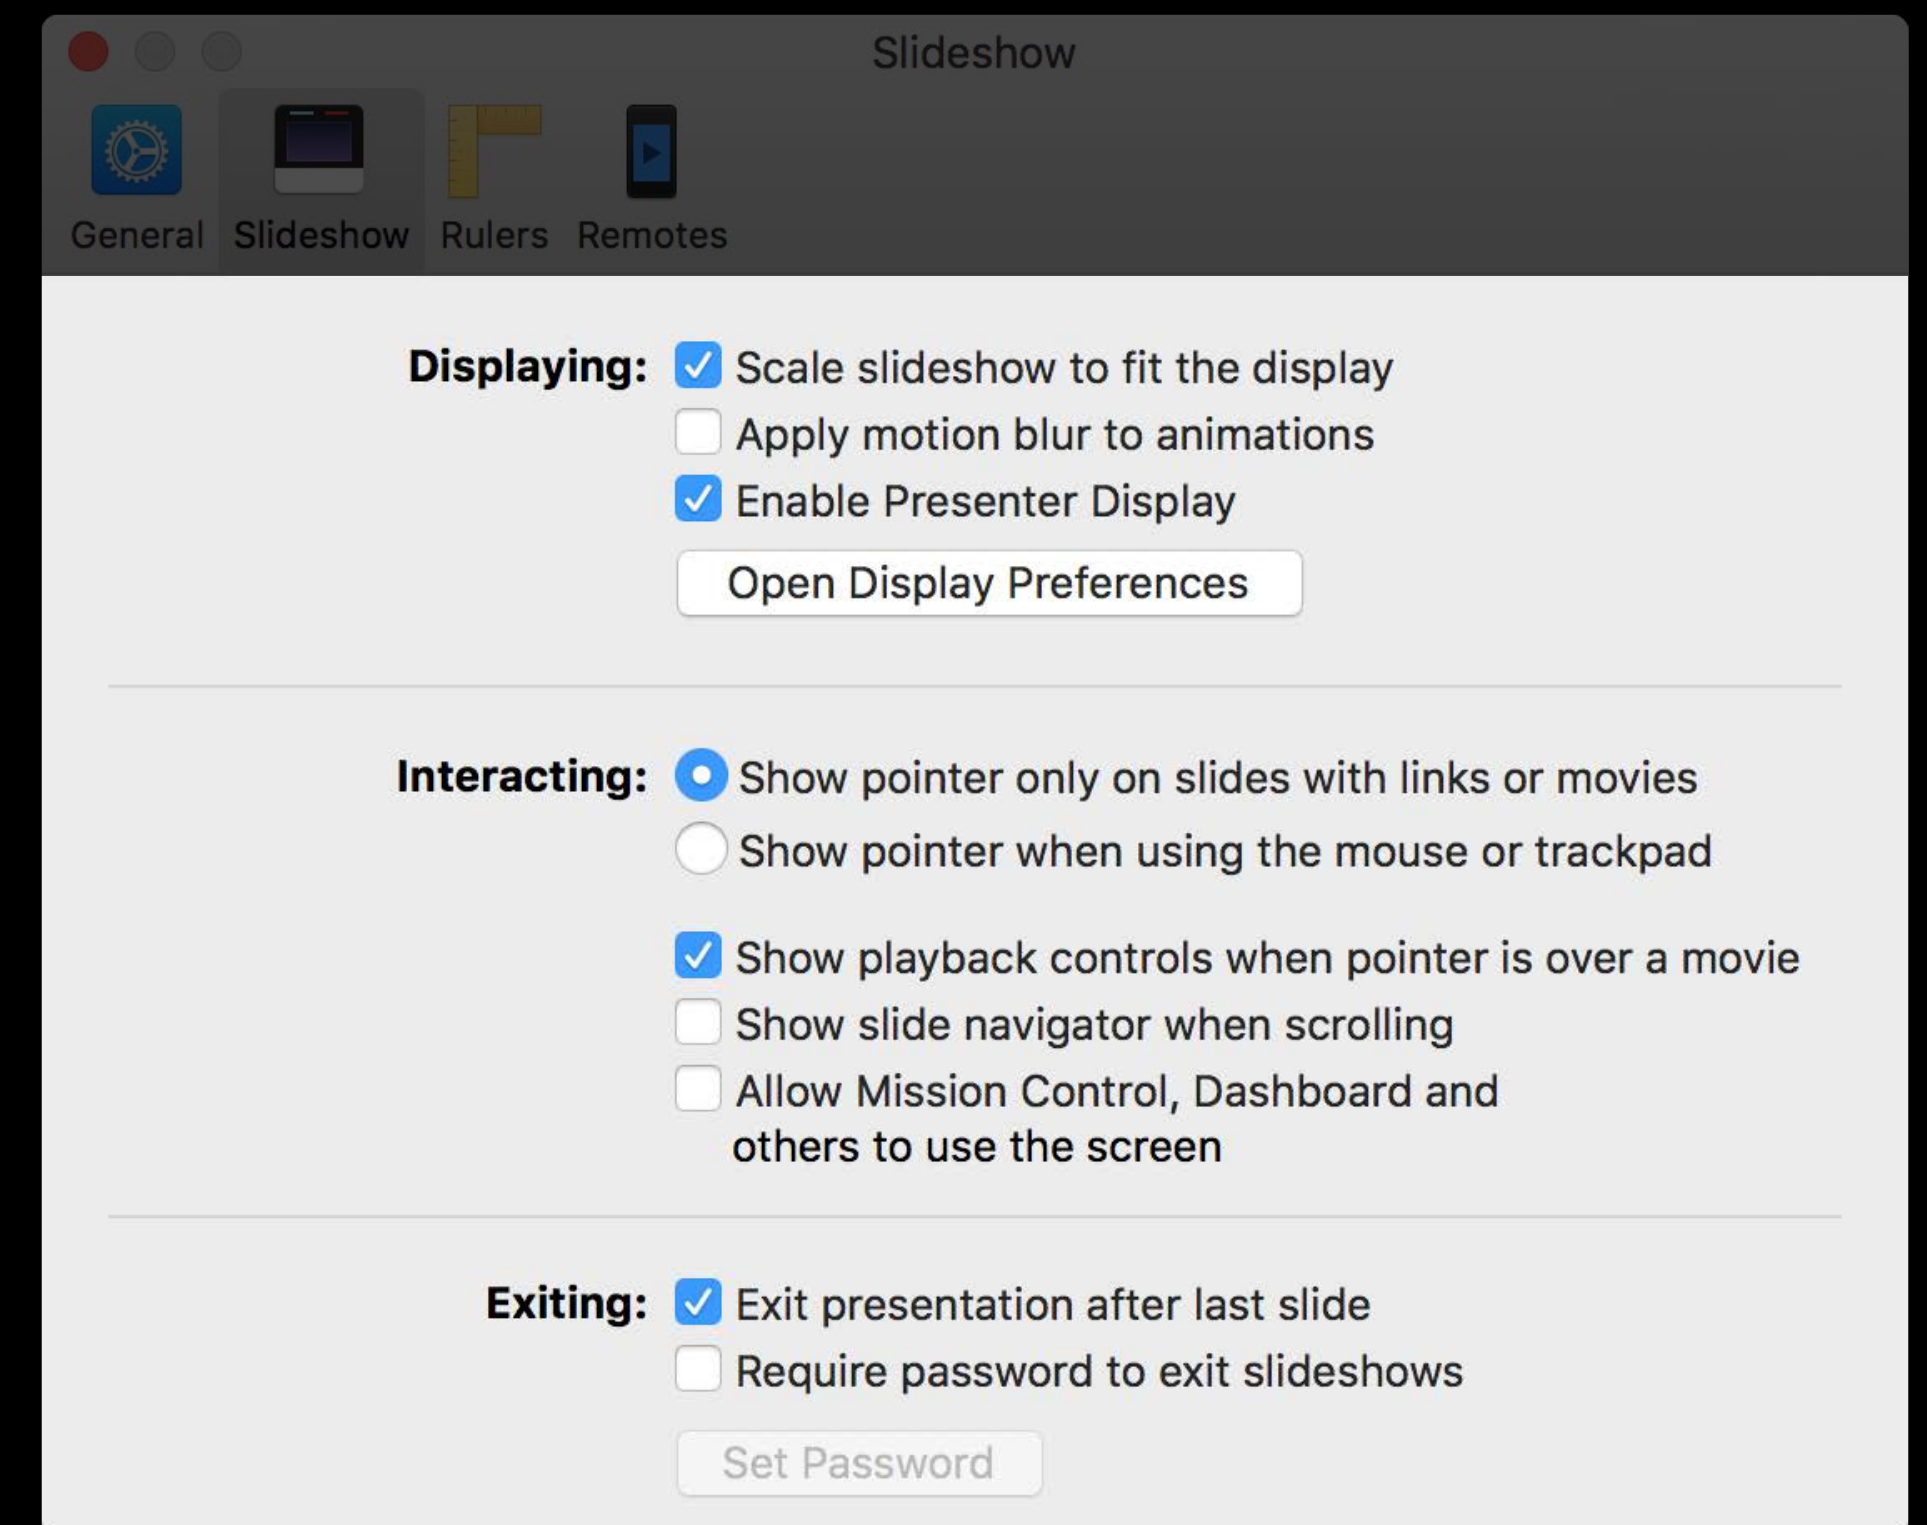 Slideshow
General Slideshow Rulers Remotes
Displaying: Scale slideshow to fit the display
Apply motion blur to animations
Enable Presenter Display
Open Display Preferences
Interacting: Show pointer only on slides with links or movies
Show pointer when using the mouse or trackpad
Show playback controls when pointer is over a movie
Show slide navigator when scrolling
Allow Mission Control, Dashboard and
others to use the screen
Exiting: Exit presentation after last slide
Require password to exit slideshows
Set Password